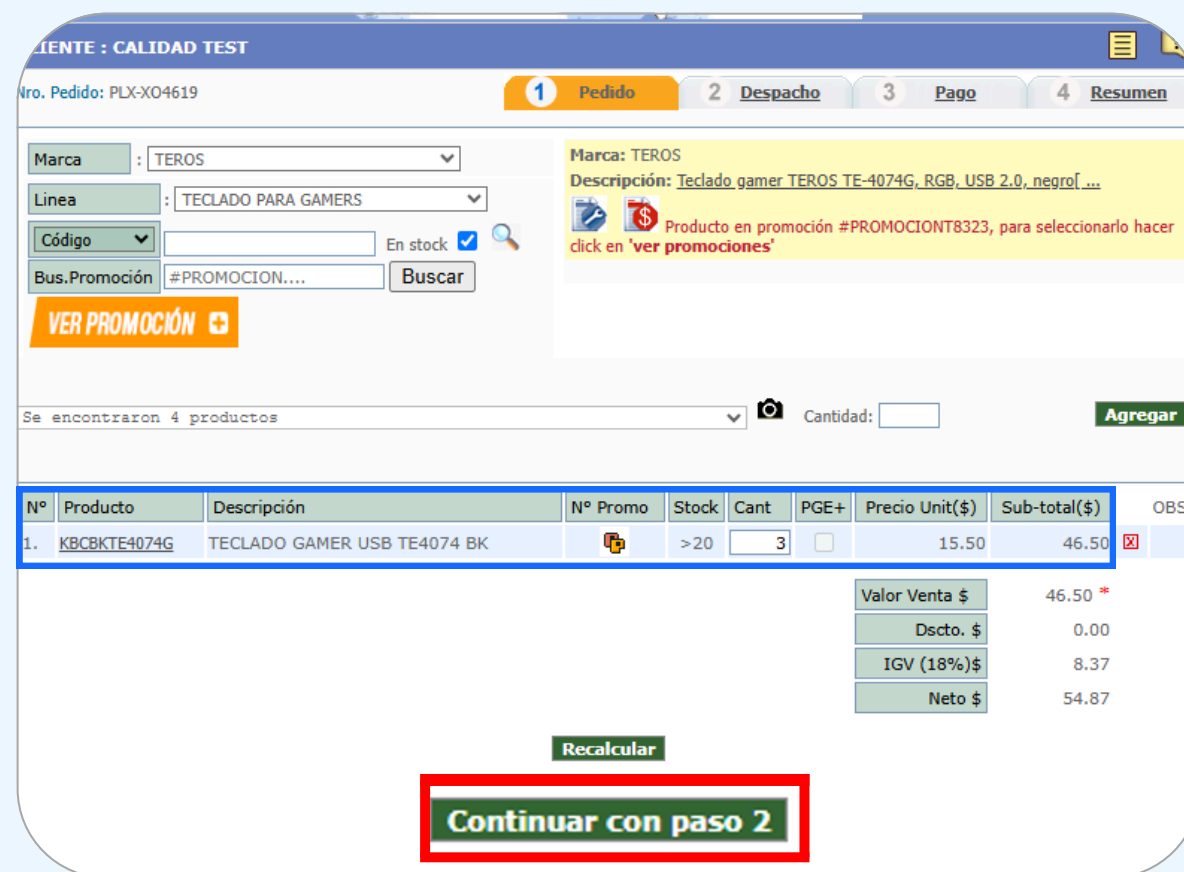 CLIENTE : CALIDAD TEST
Nro. Pedido: PLX-XO4619
1 Pedido 2 Despacho 3 Pago 4 Resumen
Marca : TEROS
Linea : TECLADO PARA GAMERS
Código En stock
Bus.Promoción #PROMOCION.... Buscar
VER PROMOCIÓN
Marca: TEROS
Descripción: Teclado gamer TEROS TE-4074G, RGB, USB 2.0, negro[ ...
Producto en promoción #PROMOCIONT8323, para seleccionarlo hacer
click en 'ver promociones'
Se encontraron 4 productos Cantidad: Agregar
N° Producto Descripción N° Promo Stock Cant PGE+ Precio Unit($) Sub-total($) OBS
1. KBCBKTE4074G TECLADO GAMER USB TE4074 BK >20 3 15.50 46.50
Valor Venta $ 46.50 *
Dscto. $ 0.00
IGV (18%)$ 8.37
Neto $ 54.87
Recalcular
Continuar con paso 2